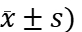 x̄ ± s)